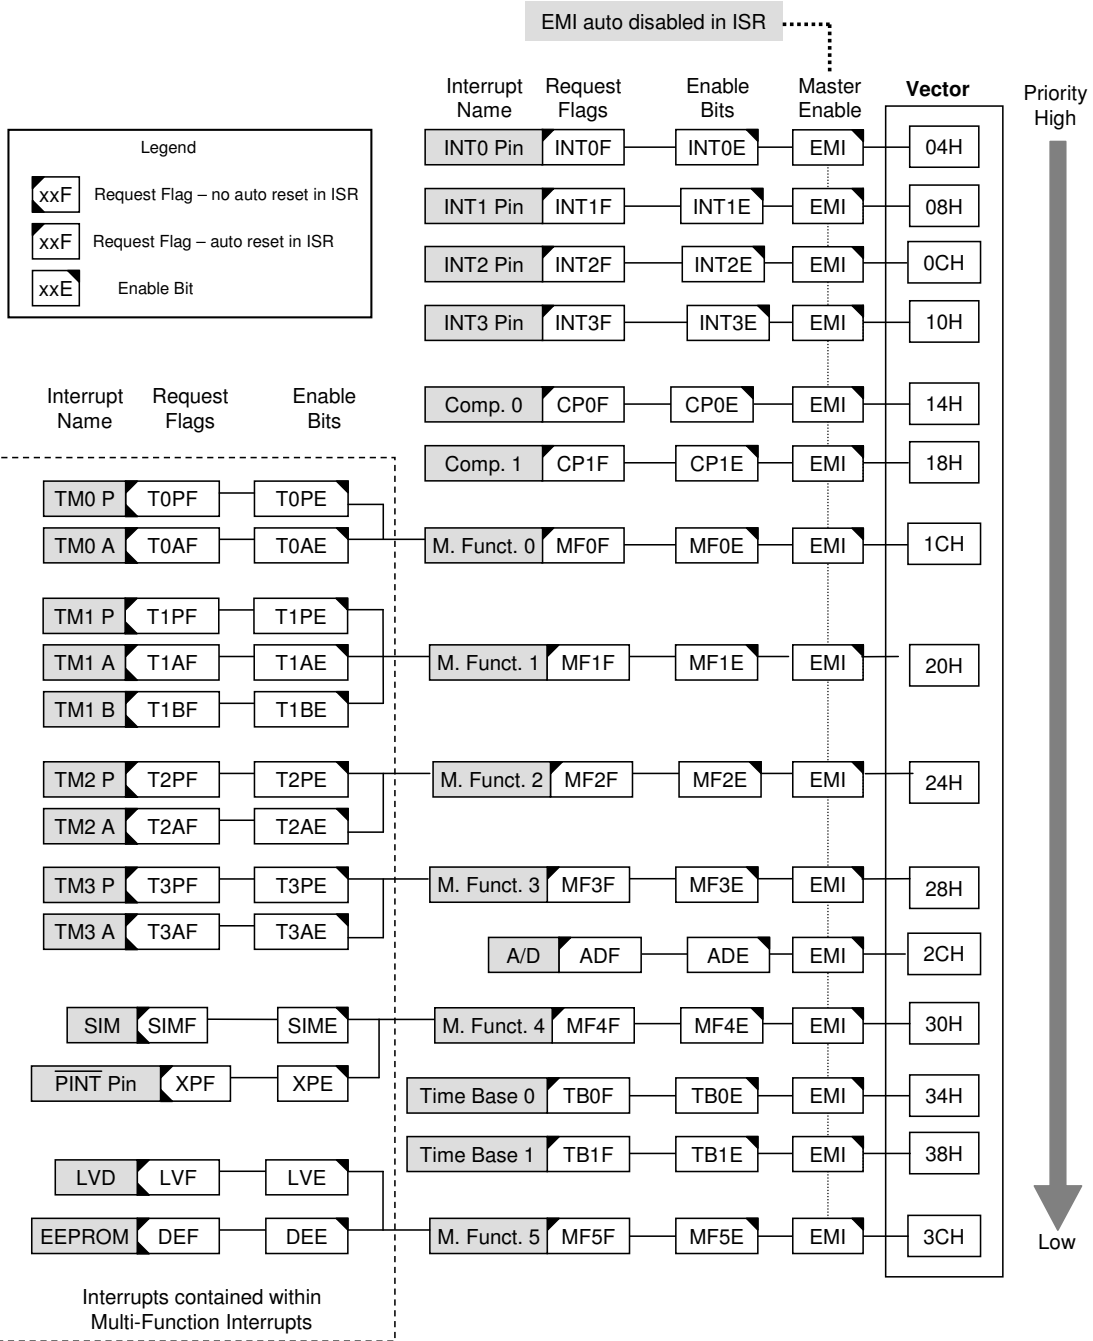 EMI auto disabled in ISR
Interrupt Name Request Flags Enable Bits Master Enable Vector Priority High
INT0 Pin INT0F INT0E EMI 04H
Legend
xxF Request Flag – no auto reset in ISR
xxF Request Flag – auto reset in ISR
xxE Enable Bit
INT1 Pin INT1F INT1E EMI 08H
INT2 Pin INT2F INT2E EMI 0CH
INT3 Pin INT3F INT3E EMI 10H
Interrupt Name Request Flags Enable Bits
Comp. 0 CP0F CP0E EMI 14H
Comp. 1 CP1F CP1E EMI 18H
TM0 P T0PF T0PE
TM0 A T0AF T0AE M. Funct. 0 MF0F MF0E EMI 1CH
TM1 P T1PF T1PE
TM1 A T1AF T1AE M. Funct. 1 MF1F MF1E EMI 20H
TM1 B T1BF T1BE
TM2 P T2PF T2PE M. Funct. 2 MF2F MF2E EMI 24H
TM2 A T2AF T2AE
TM3 P T3PF T3PE M. Funct. 3 MF3F MF3E EMI 28H
TM3 A T3AF T3AE
A/D ADF ADE EMI 2CH
SIM SIMF SIME M. Funct. 4 MF4F MF4E EMI 30H
PINT Pin XPF XPE
Time Base 0 TB0F TB0E EMI 34H
Time Base 1 TB1F TB1E EMI 38H
LVD LVF LVE
EEPROM DEF DEE M. Funct. 5 MF5F MF5E EMI 3CH
Low
Interrupts contained within
Multi-Function Interrupts